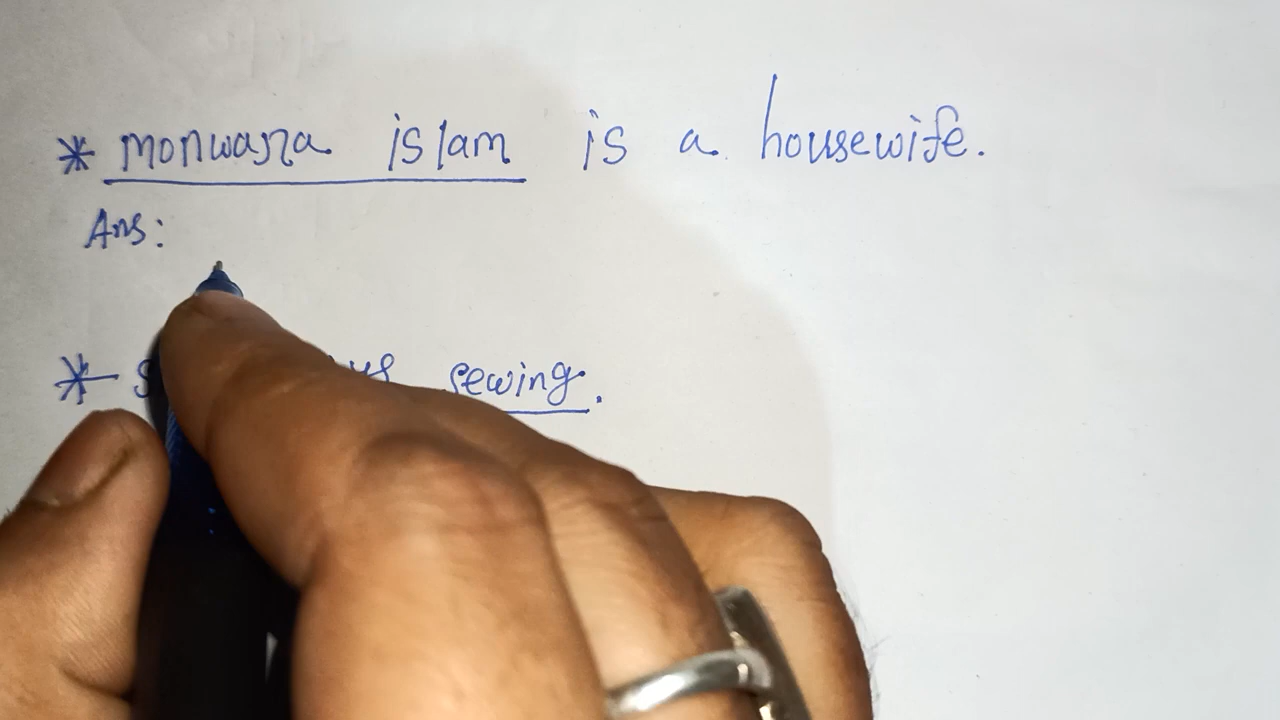 * monwara islam is a housewife.
Ans:
* sewing.